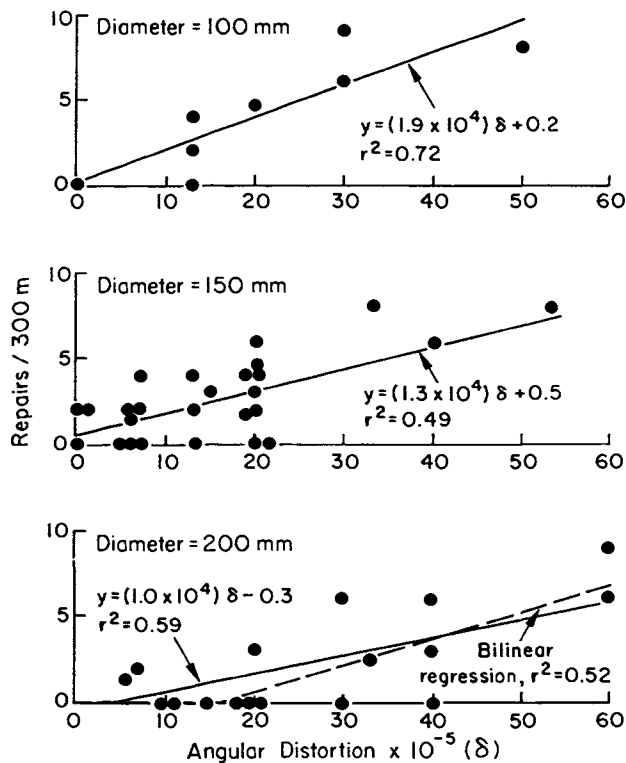 10
Diameter = 100 mm
5
y=(1.9 x 10⁴) δ + 0.2
r²=0.72
0
0 10 20 30 40 50 60
10
Diameter = 150 mm
5
y=(1.3 x 10⁴) δ + 0.5
r²=0.49
0
0 10 20 30 40 50 60
Repairs / 300 m
10
Diameter = 200 mm
y=(1.0 x 10⁴) δ − 0.3
r²=0.59
5
Bilinear
regression, r²=0.52
0
0 10 20 30 40 50 60
Angular Distortion x 10⁻⁵ (δ)